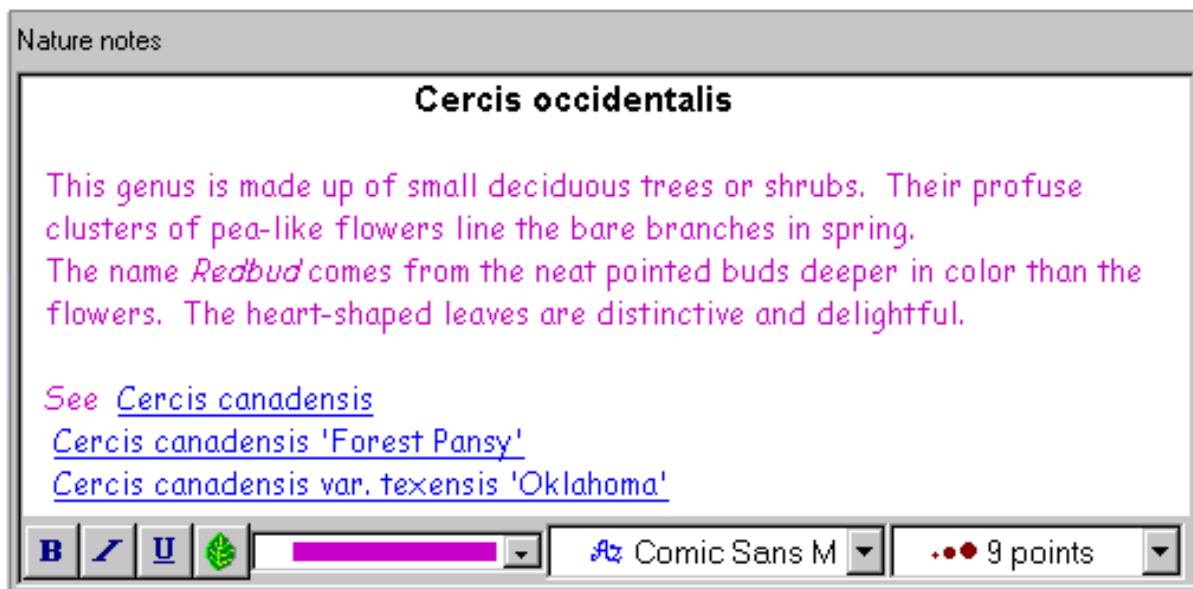 Nature notes
Cercis occidentalis
This genus is made up of small deciduous trees or shrubs.  Their profuse
clusters of pea-like flowers line the bare branches in spring.
The name Redbud comes from the neat pointed buds deeper in color than the
flowers.  The heart-shaped leaves are distinctive and delightful.
See  Cercis canadensis
Cercis canadensis 'Forest Pansy'
Cercis canadensis var. texensis 'Oklahoma'
B I U Az Comic Sans M 9 points